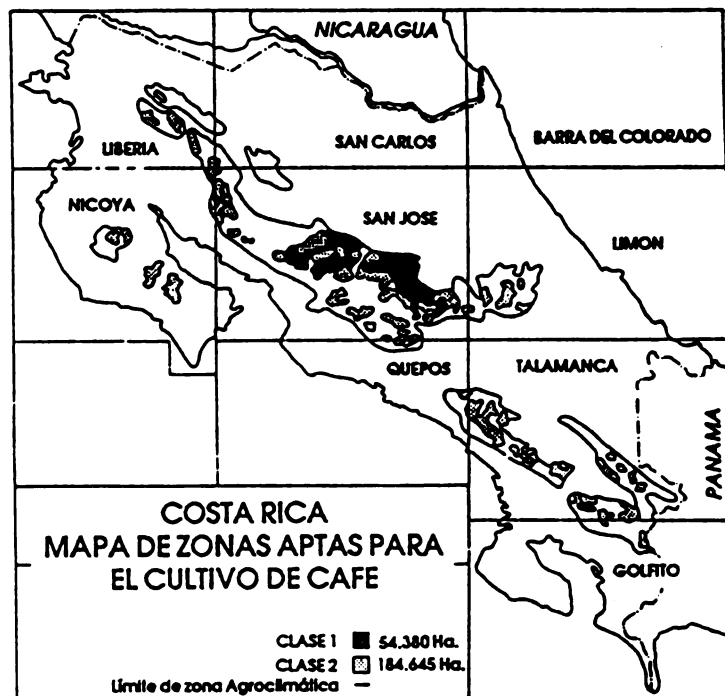 NICARAGUA
SAN CARLOS
BARRA DEL COLORADO
LIBERIA
NICOYA
SAN JOSE
LIMON
QUEPOS
TALAMANCA
PANAMA
COSTA RICA
MAPA DE ZONAS APTAS PARA
EL CULTIVO DE CAFE
GOLFITO
CLASE 1 54.380 Ha.
CLASE 2 184.645 Ha.
Límite de zona Agroclimática